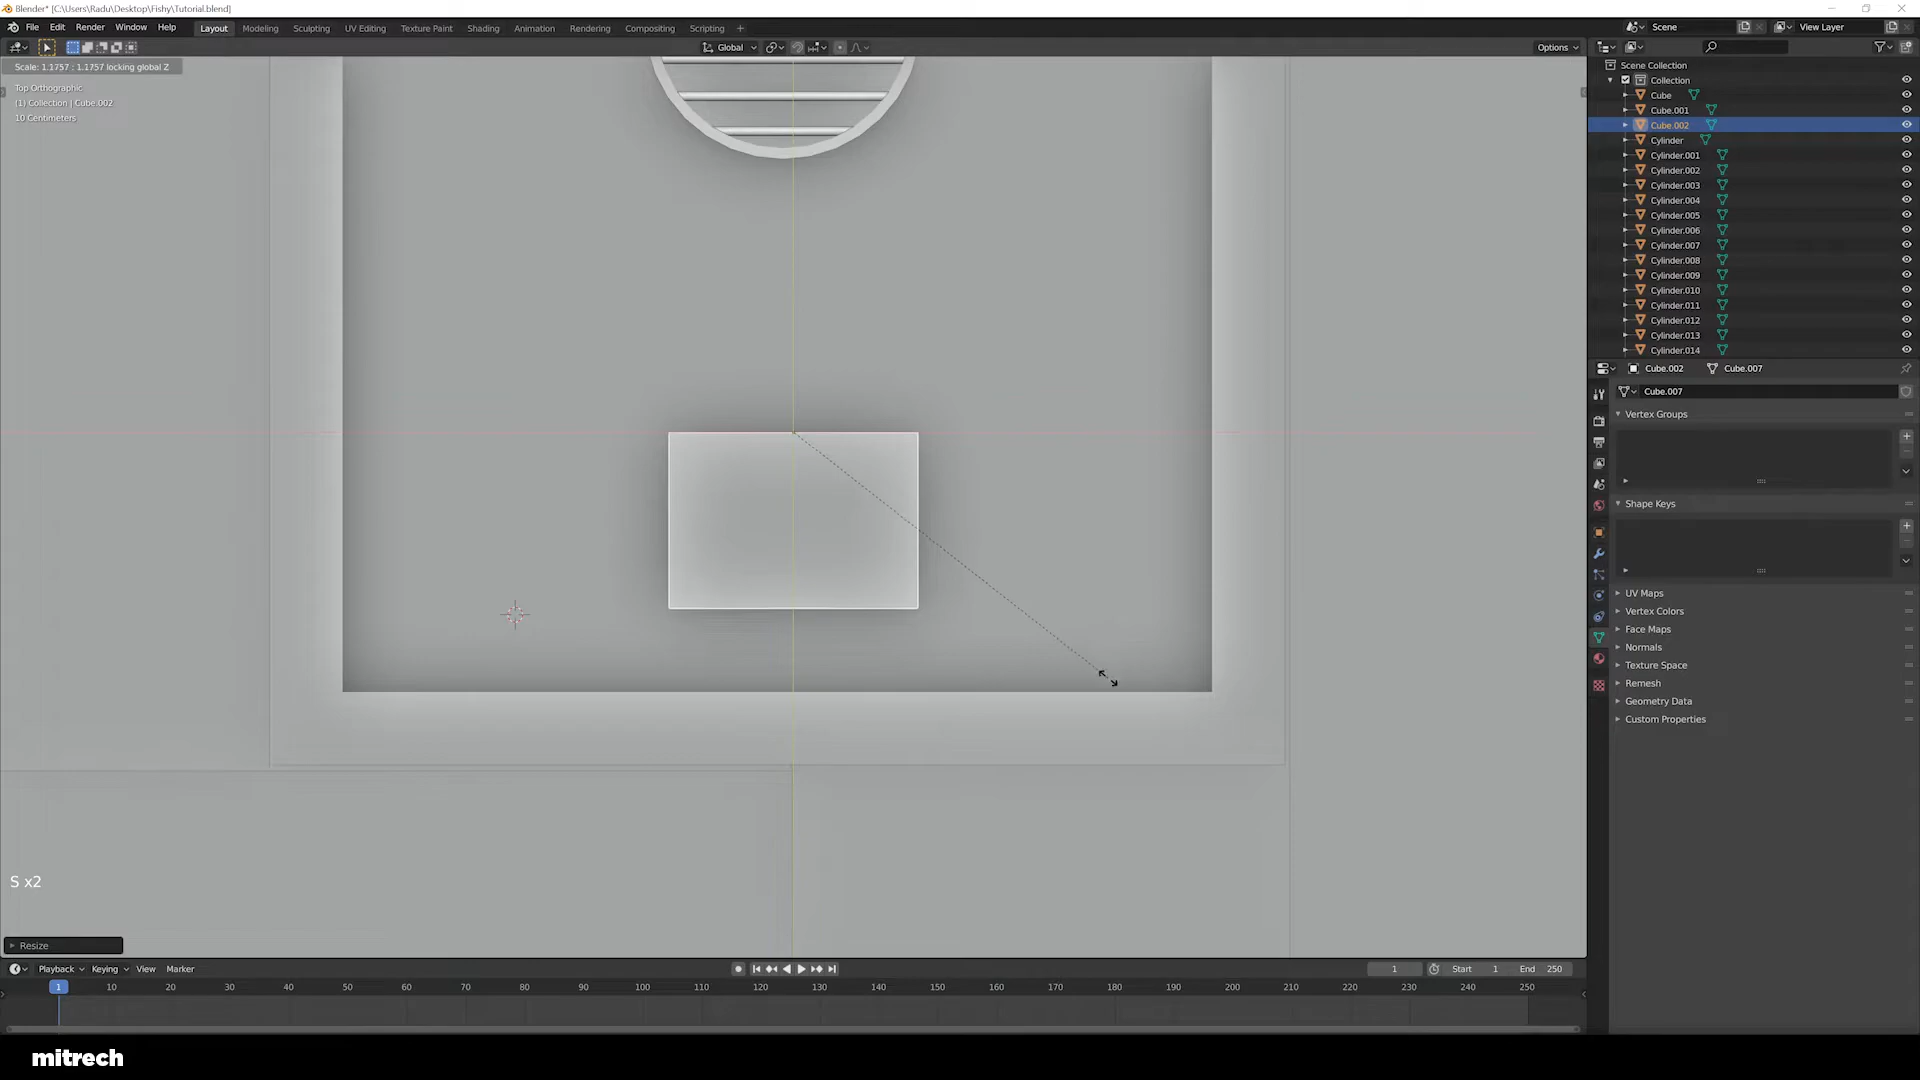 Blender* [C:\Users\Radu\Desktop\Fishy\Tutorial.blend]
File Edit Render Window Help Layout Modeling Sculpting UV Editing Texture Paint Shading Animation Rendering Compositing Scripting + Scene View Layer
Global Options
Scale: 1.1757 : 1.1757 locking global Z
Top Orthographic
(1) Collection | Cube.002
10 Centimeters
Scene Collection
Collection
Cube
Cube.001
Cube.002
Cylinder
Cylinder.001
Cylinder.002
Cylinder.003
Cylinder.004
Cylinder.005
Cylinder.006
Cylinder.007
Cylinder.008
Cylinder.009
Cylinder.010
Cylinder.011
Cylinder.012
Cylinder.013
Cylinder.014
Cube.002 Cube.007
Cube.007
Vertex Groups
Shape Keys
UV Maps
Vertex Colors
Face Maps
Normals
Texture Space
Remesh
Geometry Data
Custom Properties
S x2
Resize
Playback Keying View Marker 1 Start 1 End 250
1 10 20 30 40 50 60 70 80 90 100 110 120 130 140 150 160 170 180 190 200 210 220 230 240 250
mitrech